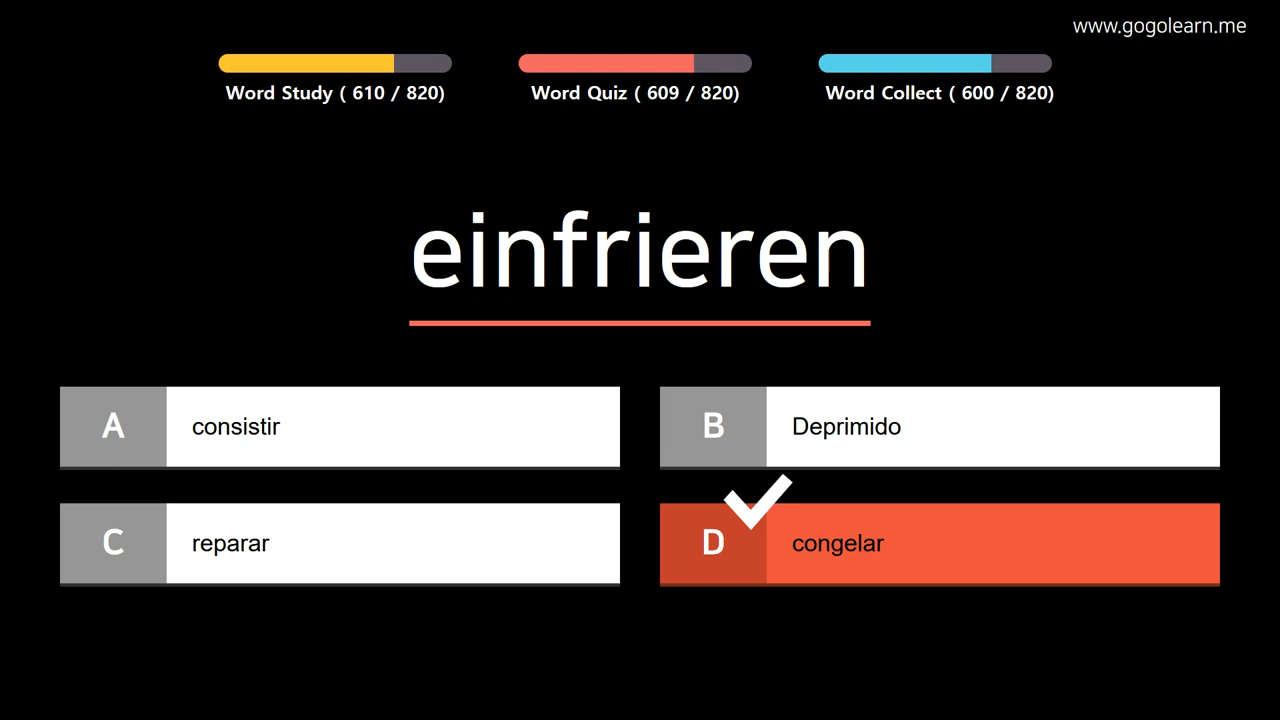 www.gogolearn.me
Word Study ( 610 / 820)
Word Quiz ( 609 / 820)
Word Collect ( 600 / 820)
einfrieren
A consistir
B Deprimido
C reparar
D congelar